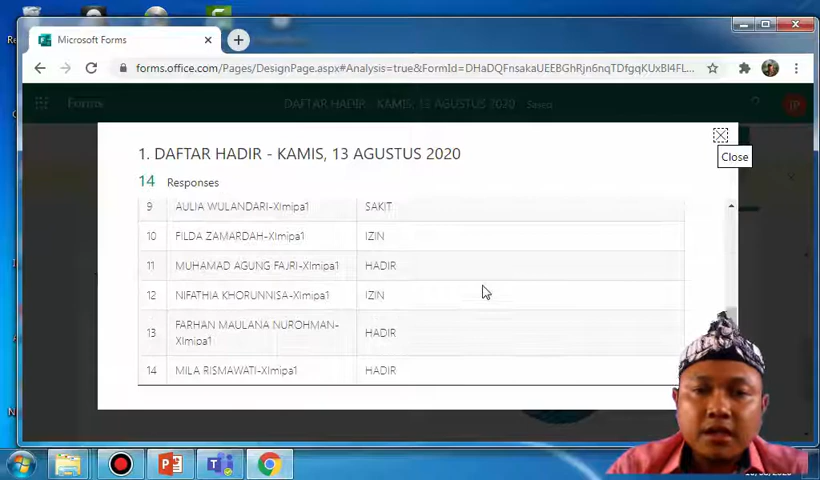 Microsoft Forms
forms.office.com/Pages/DesignPage.aspx#Analysis=true&FormId=DHaDQFnsakaUEEBGhRjn6nqTDfgqKUxBl4FL...
Forms
DAFTAR HADIR - KAMIS, 13 AGUSTUS 2020 Saved
JP
1. DAFTAR HADIR - KAMIS, 13 AGUSTUS 2020
Close
14 Responses
9 AULIA WULANDARI-XImipa1 SAKIT
10 FILDA ZAMARDAH-XImipa1 IZIN
11 MUHAMAD AGUNG FAJRI-XImipa1 HADIR
12 NIFATHIA KHORUNNISA-XImipa1 IZIN
13 FARHAN MAULANA NUROHMAN-
XImipa1 HADIR
14 MILA RISMAWATI-XImipa1 HADIR